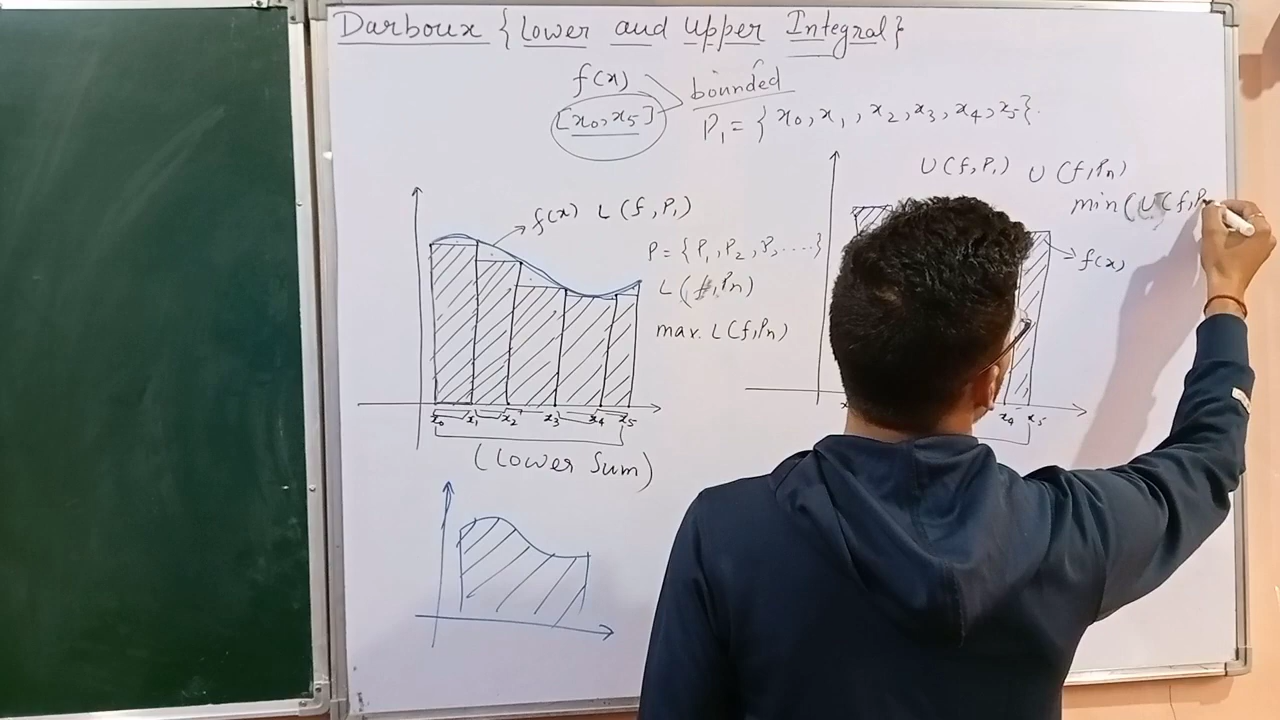 Darboux {Lower and Upper Integral}
f(x)
[x₀, x₅]
bounded
P₁ = {x₀, x₁, x₂, x₃, x₄, x₅}.
f(x) L(f, P₁)
P = {P₁, P₂, P₃ ....}
L(f, Pn)
max. L(f, Pn)
x₀ x₁ x₂ x₃ x₄ x₅
(Lower Sum)
U(f, P₁) U(f, Pn)
min(U(f, Pn
f(x)
x₄ x₅